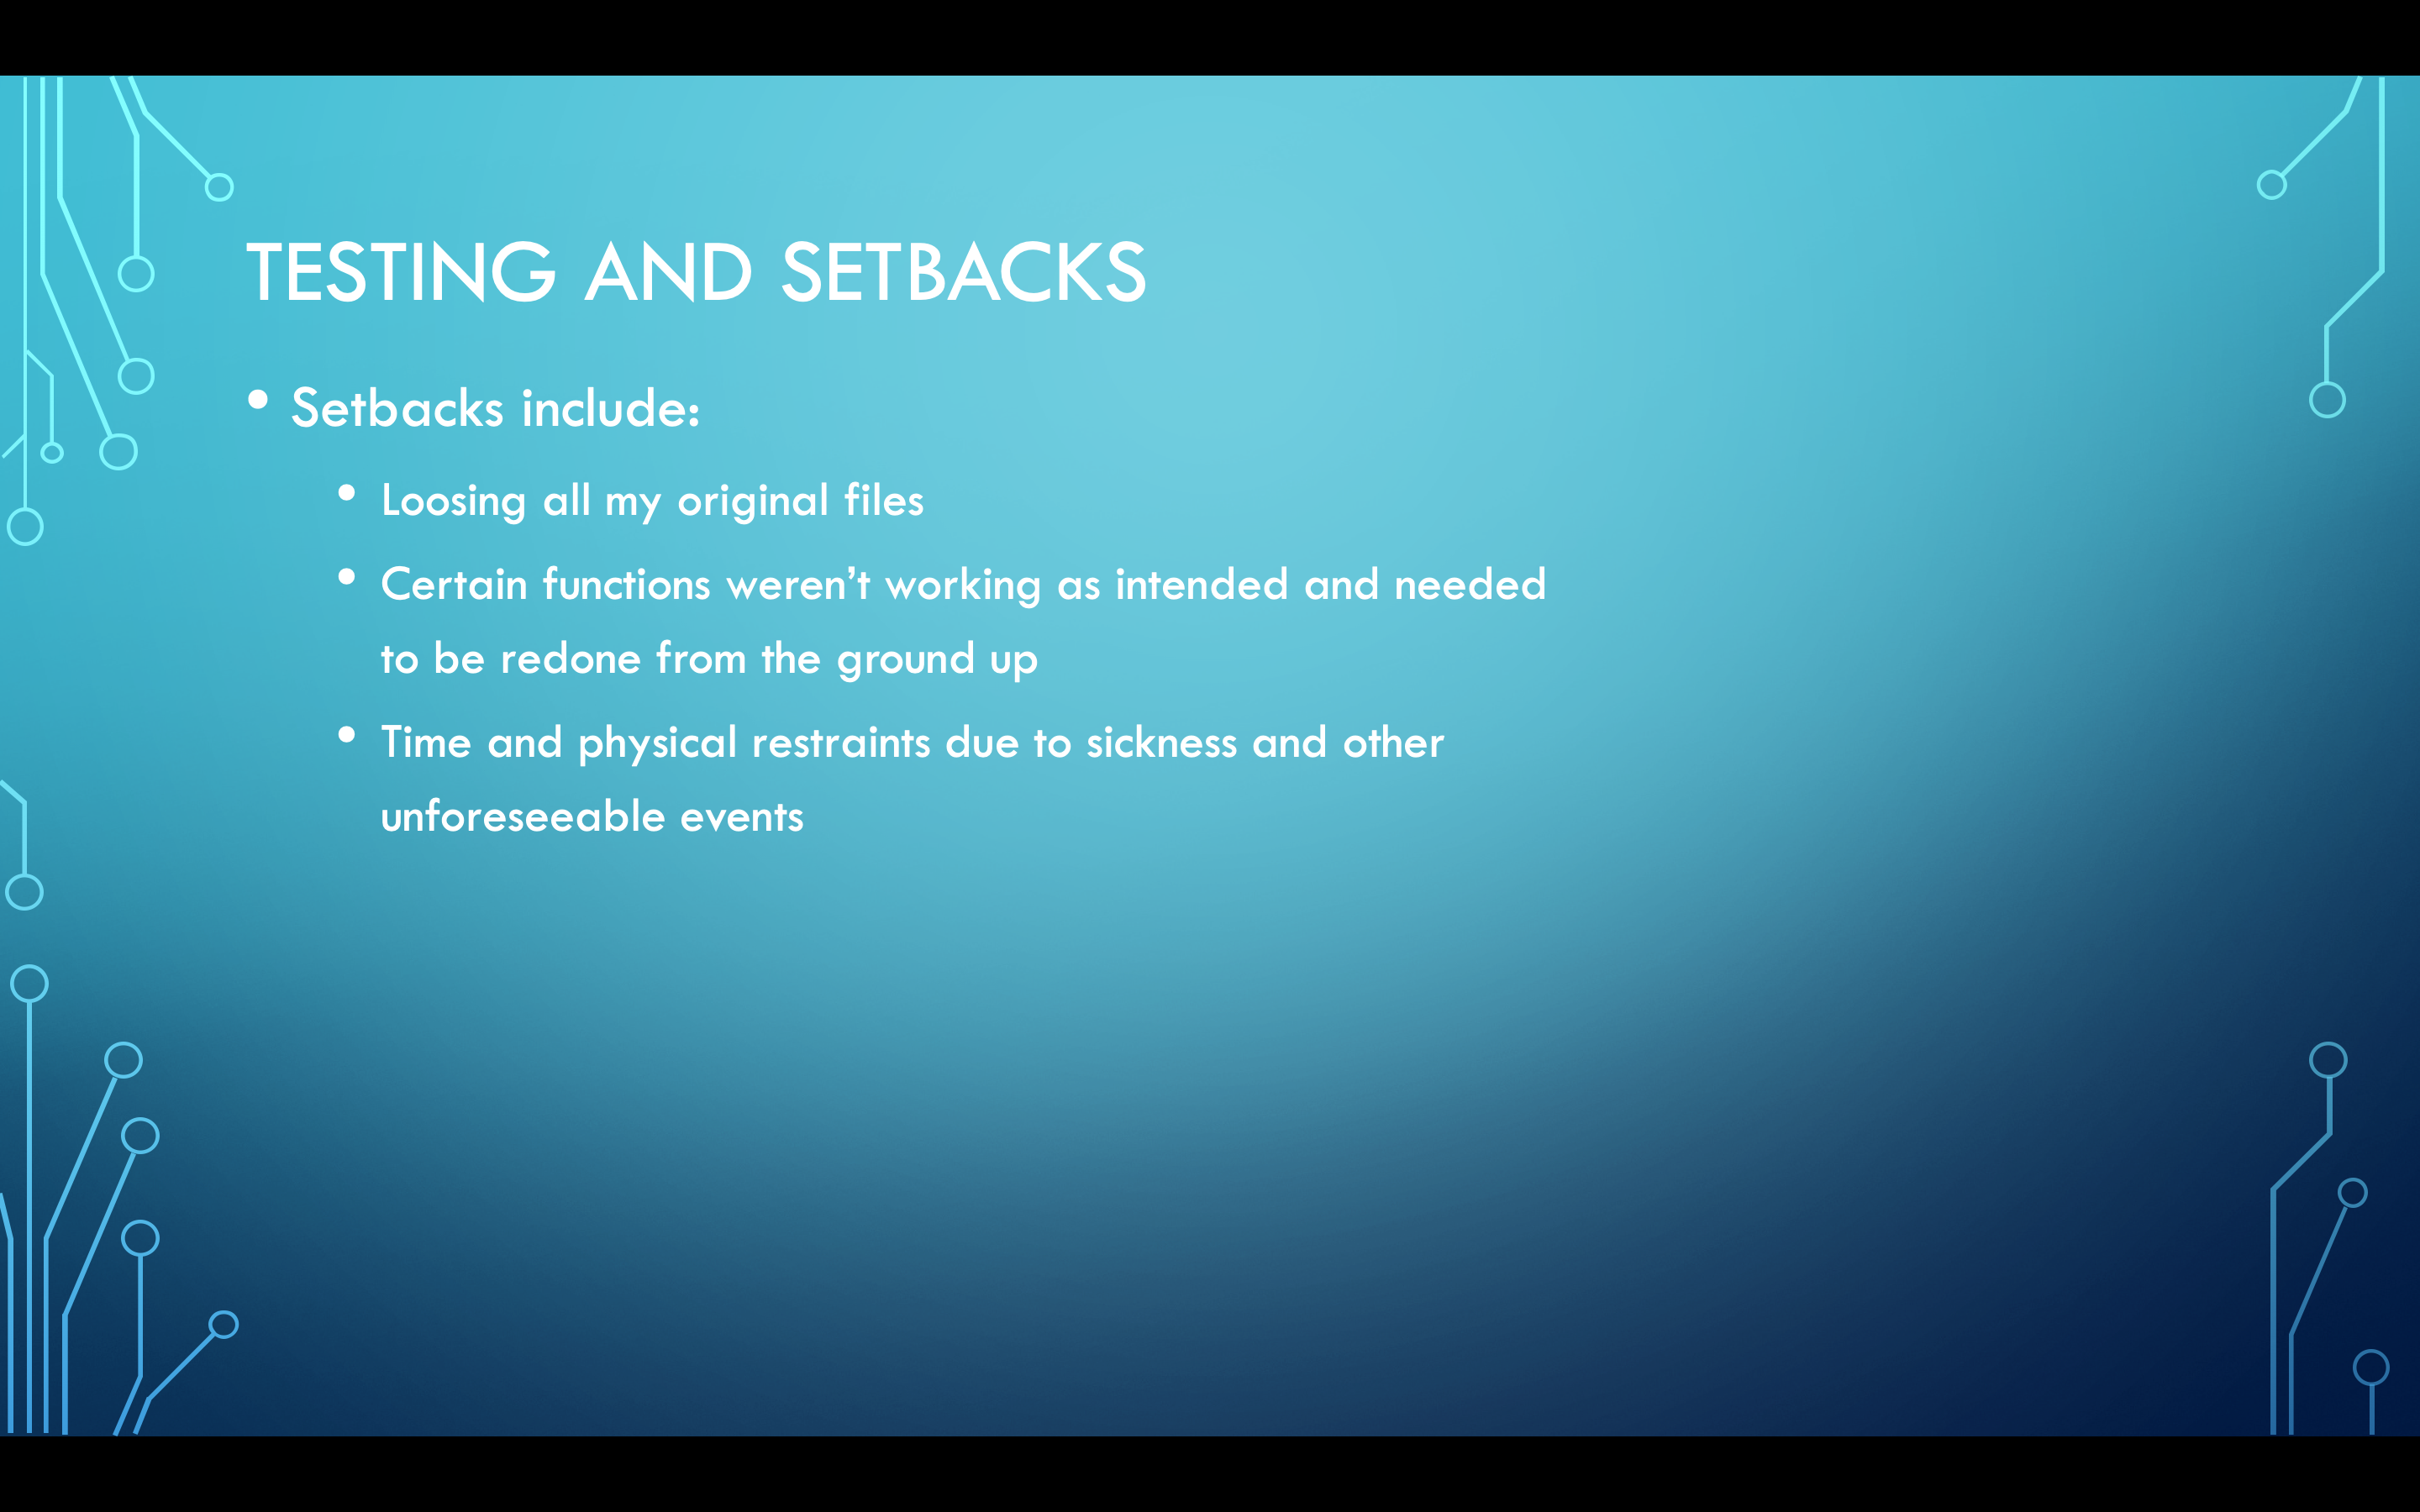 TESTING AND SETBACKS
• Setbacks include:
• Loosing all my original files
• Certain functions weren’t working as intended and needed
to be redone from the ground up
• Time and physical restraints due to sickness and other
unforeseeable events